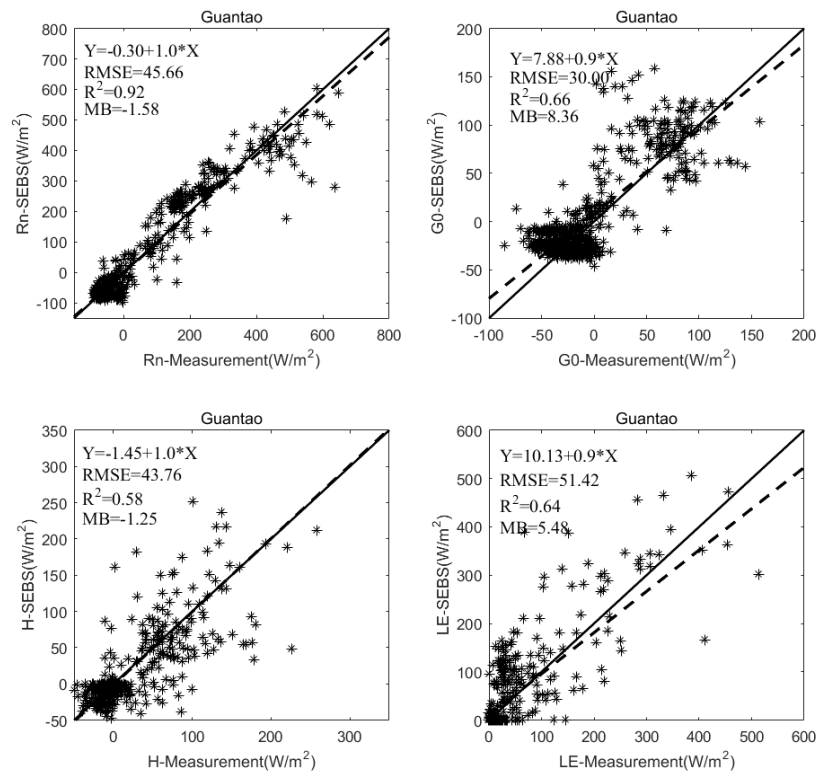 Guantao
800
700
600
500
400
300
200
100
0
-100
Rn-SEBS(W/m²)
Y=-0.30+1.0*X
RMSE=45.66
R²=0.92
MB=-1.58
0 200 400 600 800
Rn-Measurement(W/m²)
Guantao
200
150
100
50
0
-50
-100
G0-SEBS(W/m²)
Y=7.88+0.9*X
RMSE=30.00
R²=0.66
MB=8.36
-100 -50 0 50 100 150 200
G0-Measurement(W/m²)
Guantao
350
300
250
200
150
100
50
0
-50
H-SEBS(W/m²)
Y=-1.45+1.0*X
RMSE=43.76
R²=0.58
MB=-1.25
0 100 200 300
H-Measurement(W/m²)
Guantao
600
500
400
300
200
100
0
LE-SEBS(W/m²)
Y=10.13+0.9*X
RMSE=51.42
R²=0.64
MB=5.48
0 100 200 300 400 500 600
LE-Measurement(W/m²)